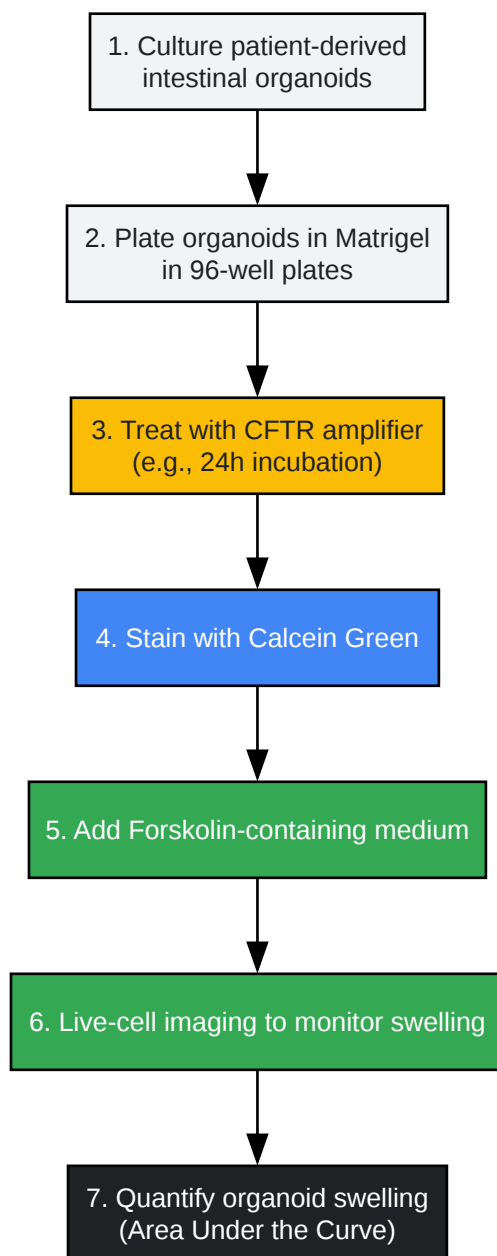 1. Culture patient-derived
intestinal organoids
2. Plate organoids in Matrigel
in 96-well plates
3. Treat with CFTR amplifier
(e.g., 24h incubation)
4. Stain with Calcein Green
5. Add Forskolin-containing medium
6. Live-cell imaging to monitor swelling
7. Quantify organoid swelling
(Area Under the Curve)